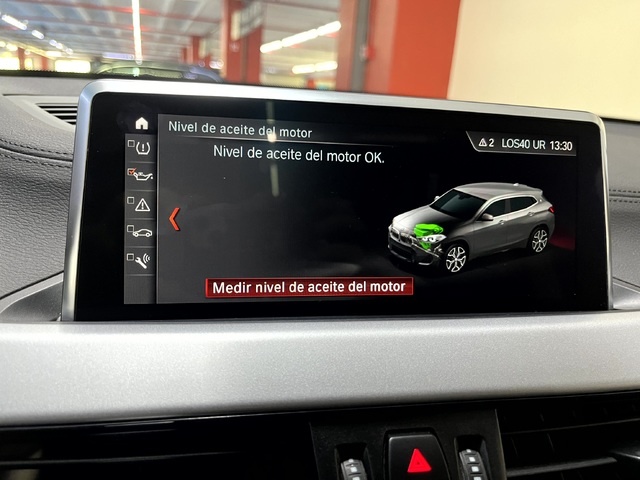 Nivel de aceite del motor
2 LOS40 UR 13:30
Nivel de aceite del motor OK.
Medir nivel de aceite del motor